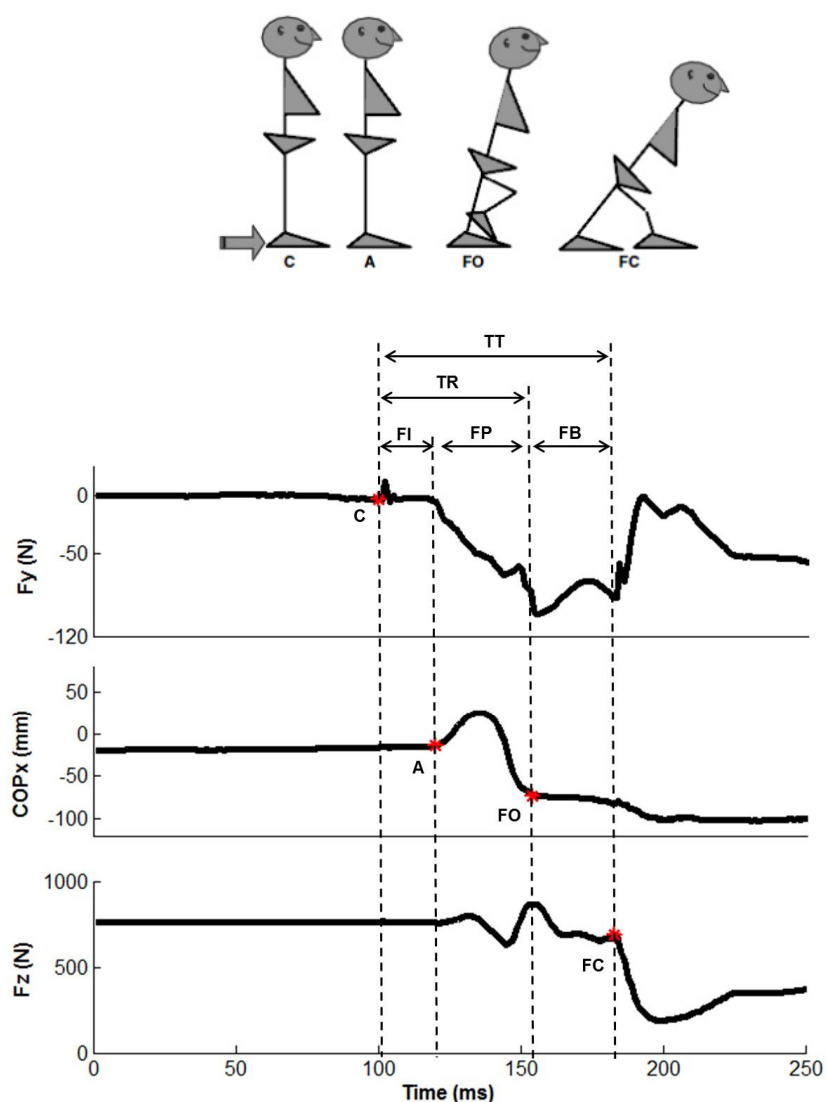 C A FO FC
TT
TR
FI FP FB
0
C
-50
-120
Fy (N)
50
0
-50
-100
COPx (mm)
A
FO
1000
500
0
Fz (N)
FC
0 50 100 150 200 250
Time (ms)